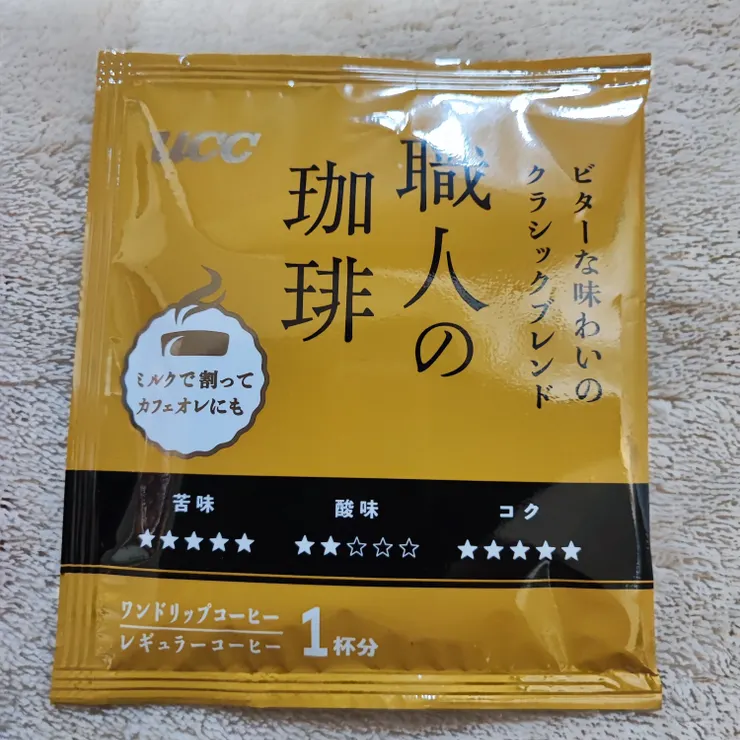 UCC
ビターな味わいの
クラシックブレンド
職人の
珈琲
ミルクで割って
カフェオレにも
苦味
★★★★★
酸味
★★☆☆☆
コク
★★★★★
ワンドリップコーヒー
レギュラーコーヒー
1杯分